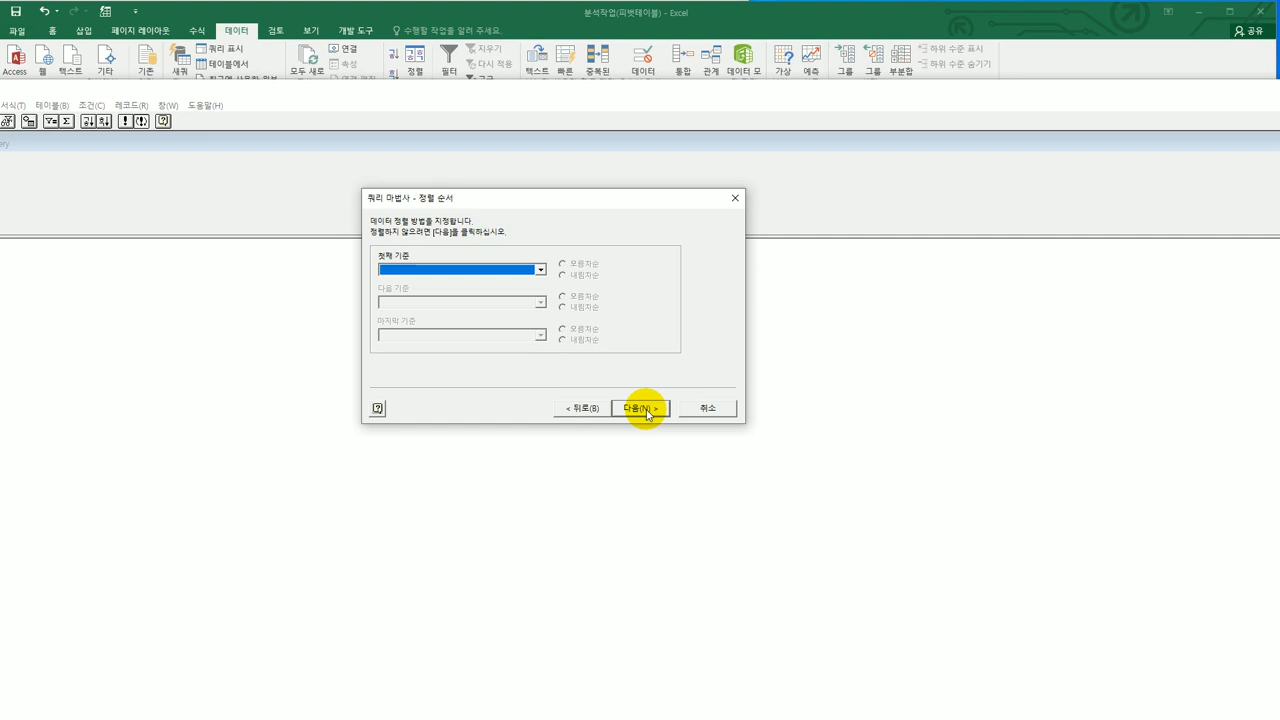 분석작업(피벗테이블) - Excel
파일 홈 삽입 페이지 레이아웃 수식 데이터 검토 보기 개발 도구 수행할 작업을 알려 주세요. 공유
쿼리 표시 연결 지우기 하위 수준 표시
테이블에서 속성 다시 적용 하위 수준 숨기기
Access 웹 텍스트 기타 기존 새쿼 모두 새로 정렬 필터 텍스트 빠른 중복된 데이터 통합 관계 데이터 모 가상 예측 그룹 그룹 부분합
서식(T) 테이블(B) 조건(C) 레코드(R) 창(W) 도움말(H)
ery
쿼리 마법사 - 정렬 순서
데이터 정렬 방법을 지정합니다.
정렬하지 않으려면 [다음]을 클릭하십시오.
첫째 기준
오름차순
내림차순
다음 기준
오름차순
내림차순
마지막 기준
오름차순
내림차순
< 뒤로(B) 다음(N) > 취소